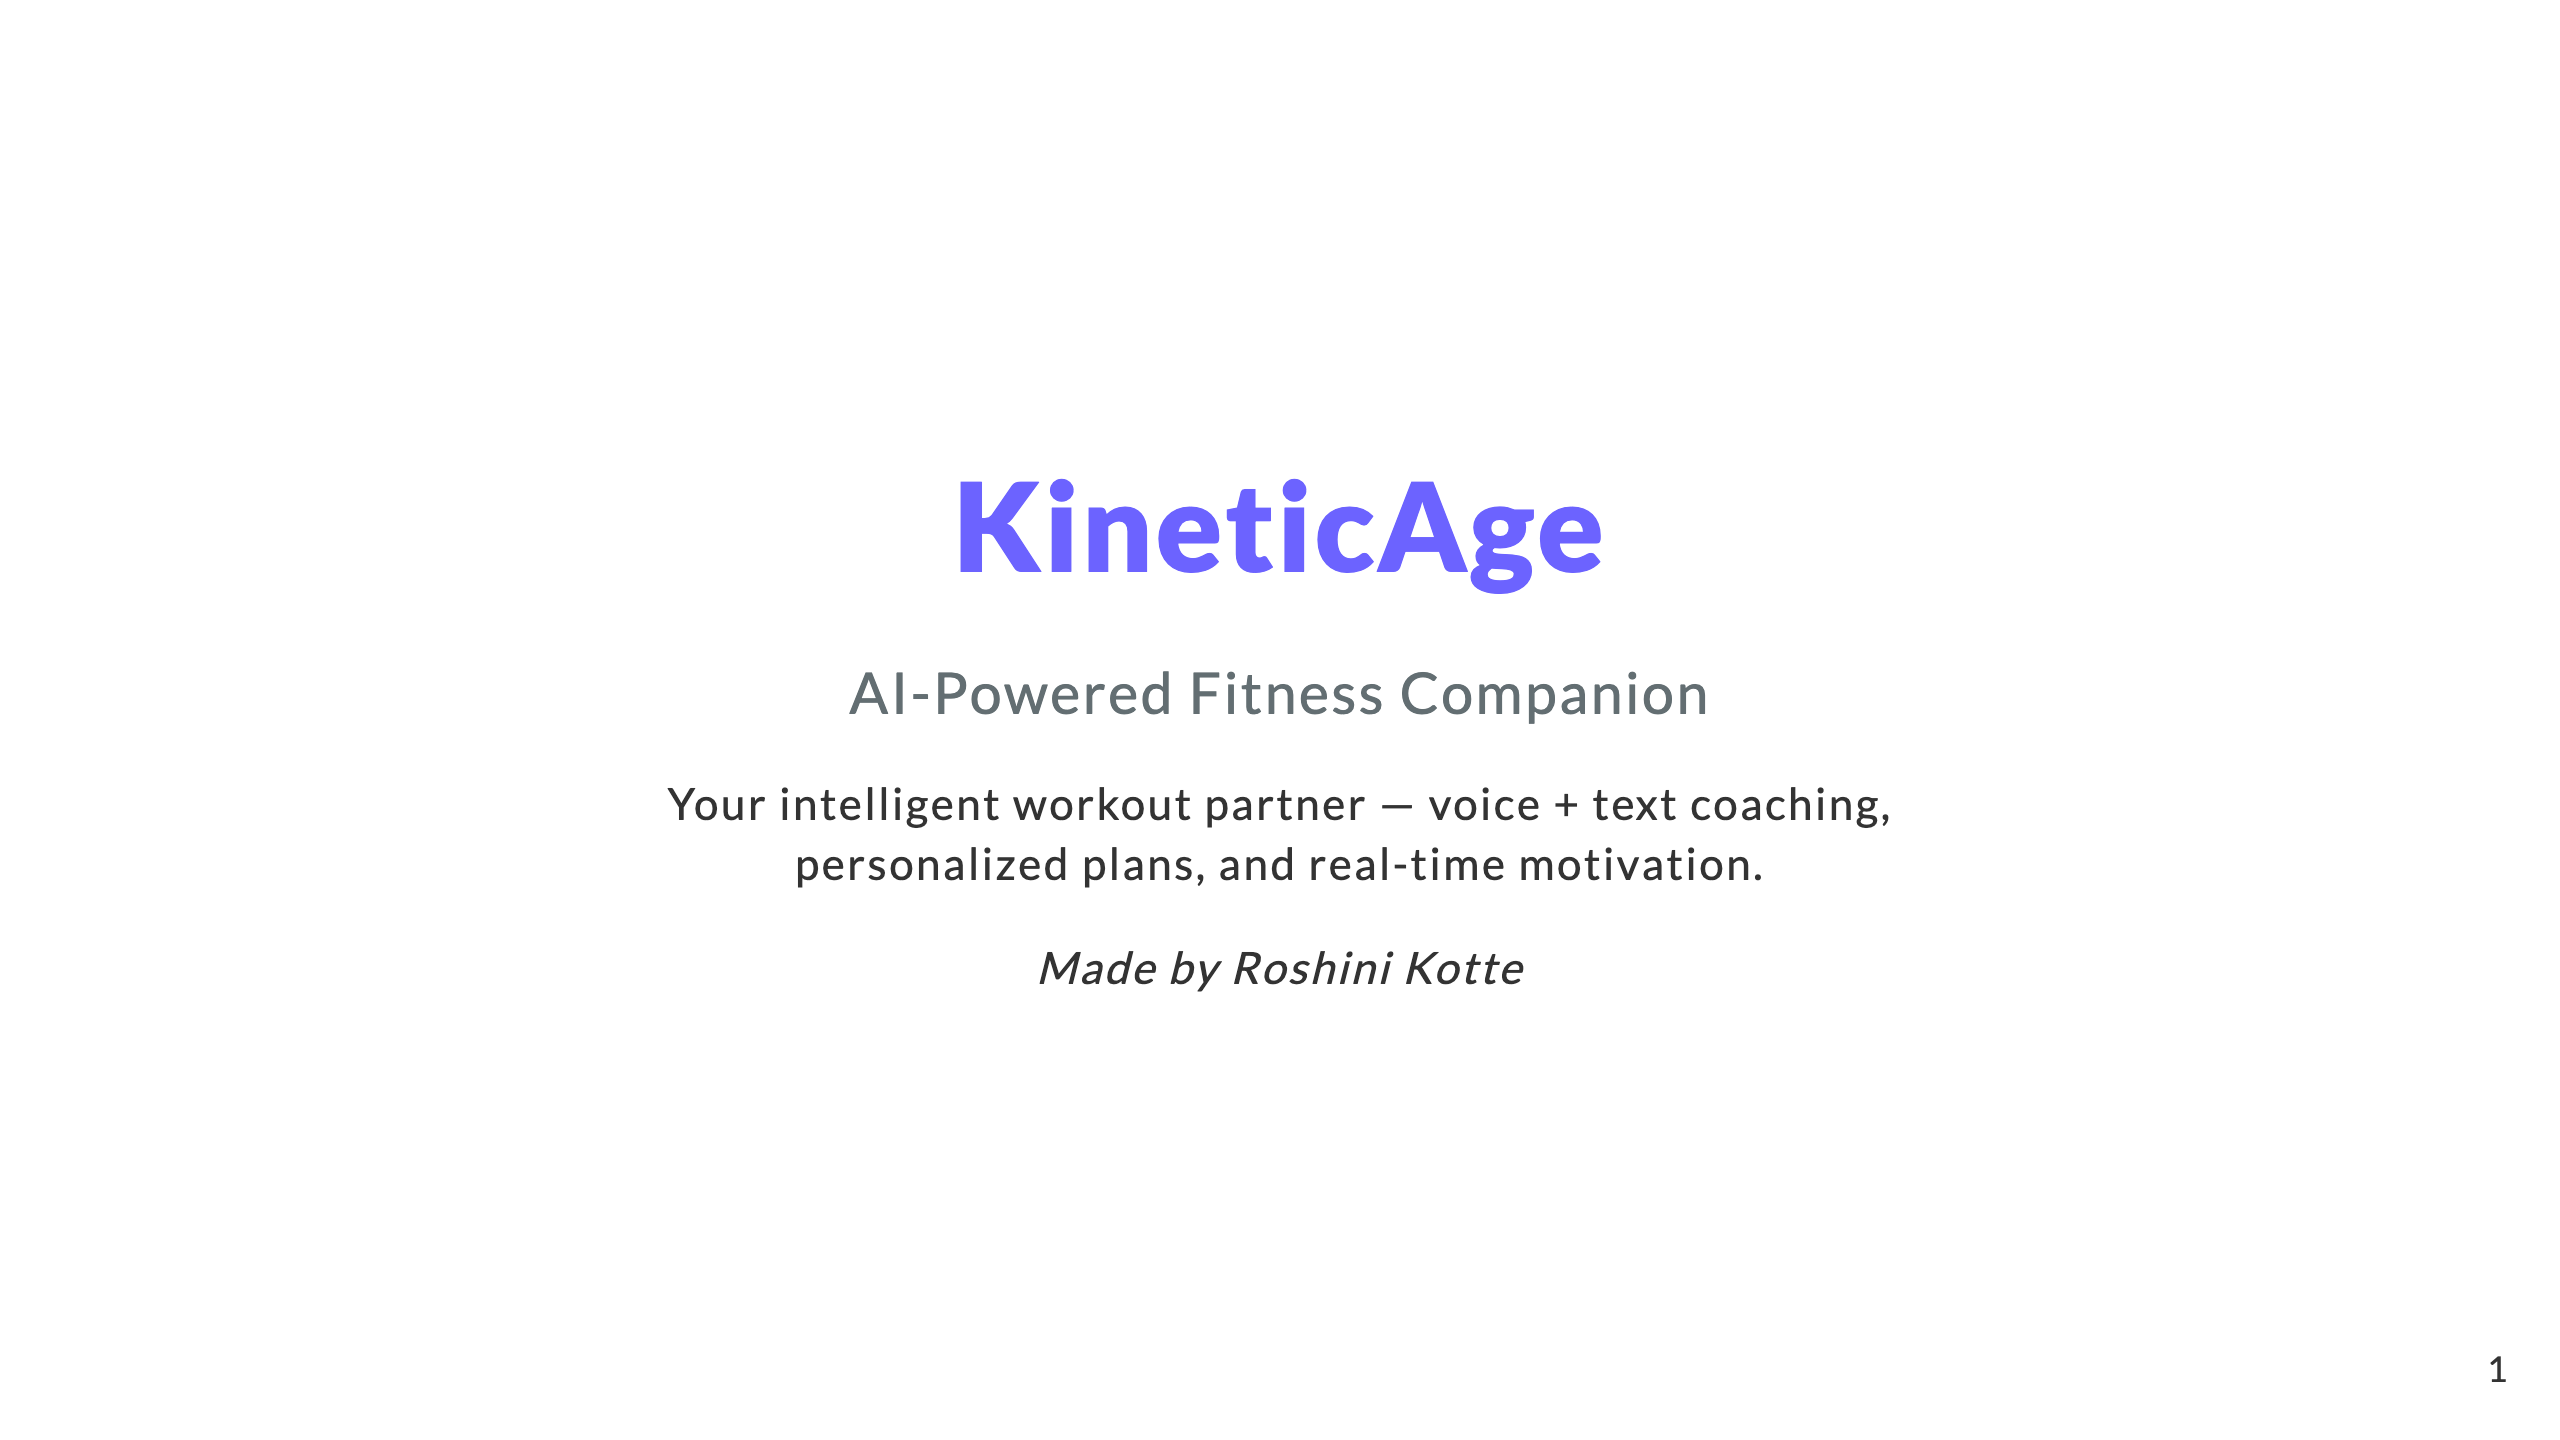 KineticAge
AI-Powered Fitness Companion
Your intelligent workout partner — voice + text coaching,
personalized plans, and real-time motivation.
Made by Roshini Kotte
1